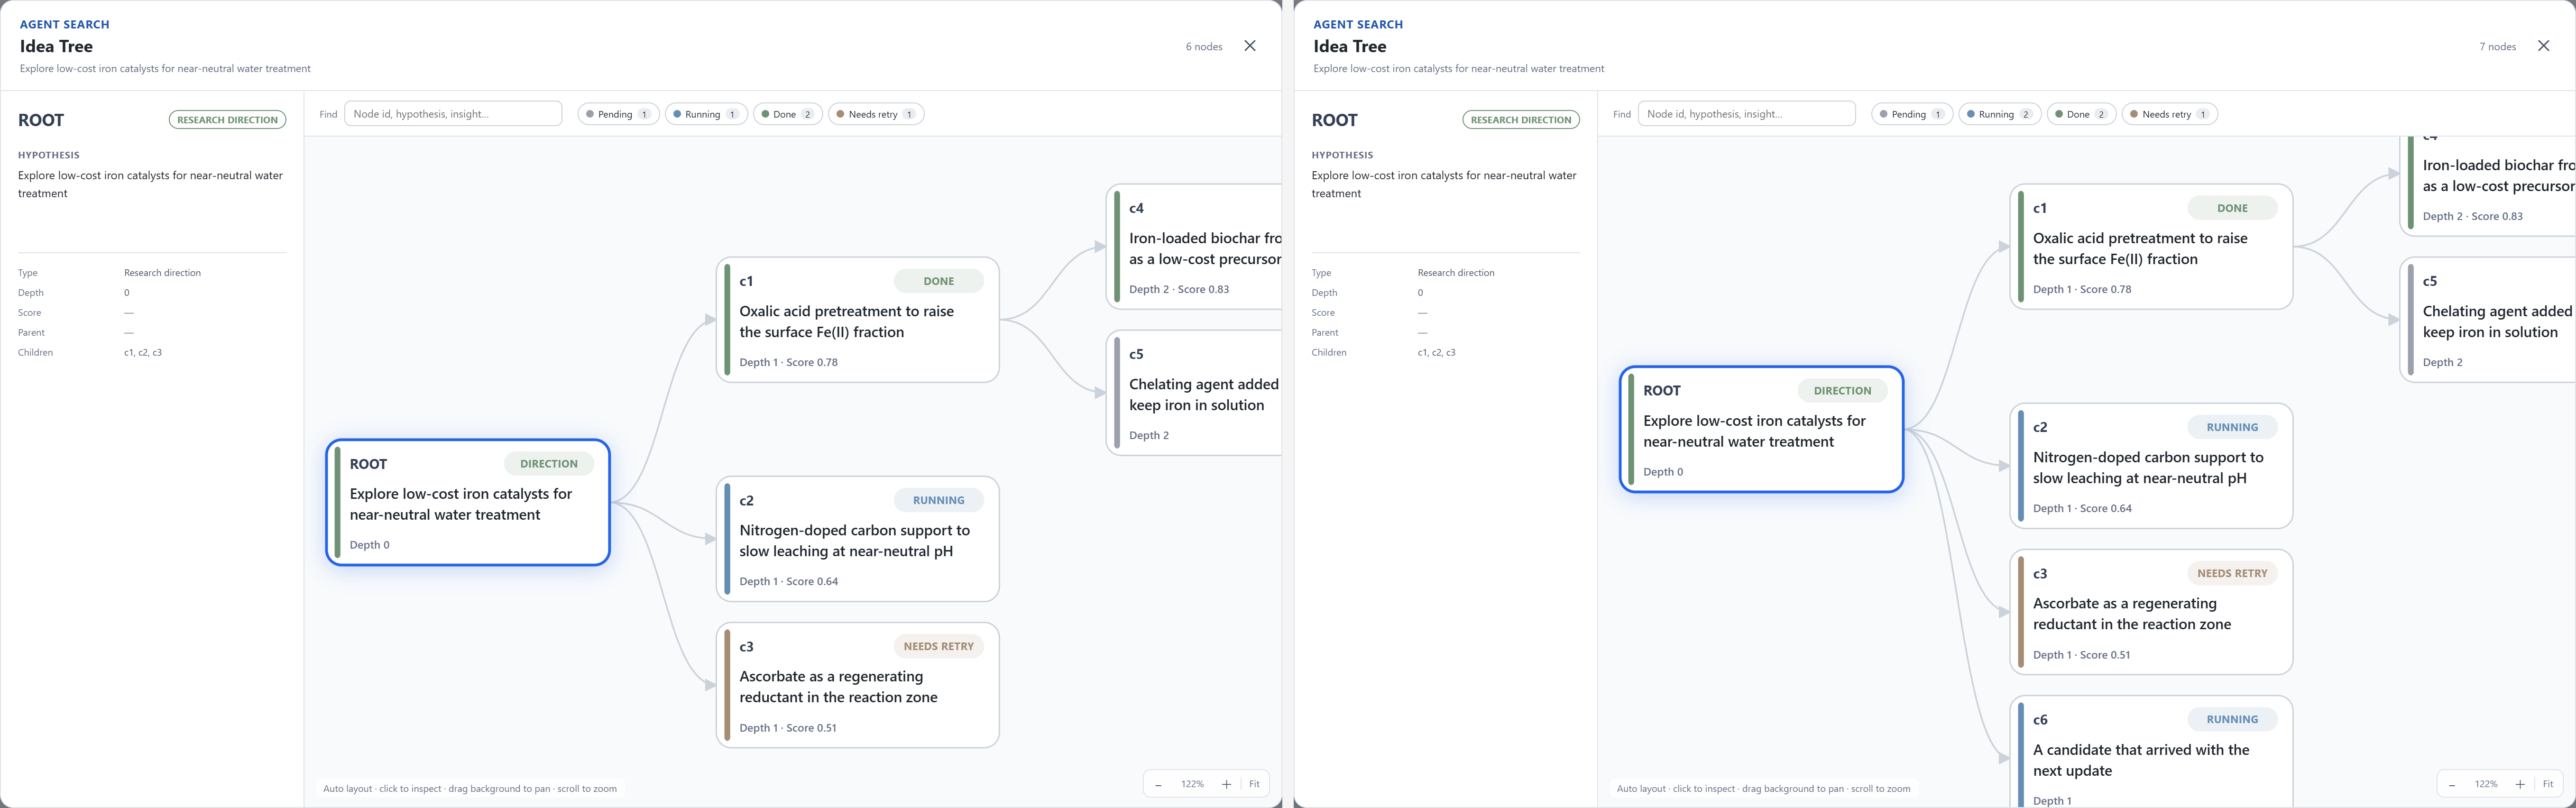 AGENT SEARCH
Idea Tree
Explore low-cost iron catalysts for near-neutral water treatment
6 nodes
ROOT
RESEARCH DIRECTION
HYPOTHESIS
Explore low-cost iron catalysts for near-neutral water
treatment
Type Research direction
Depth 0
Score —
Parent —
Children c1, c2, c3
Find Node id, hypothesis, insight...
Pending 1
Running 1
Done 2
Needs retry 1
ROOT
DIRECTION
Explore low-cost iron catalysts for
near-neutral water treatment
Depth 0
c1
DONE
Oxalic acid pretreatment to raise
the surface Fe(II) fraction
Depth 1 · Score 0.78
c2
RUNNING
Nitrogen-doped carbon support to
slow leaching at near-neutral pH
Depth 1 · Score 0.64
c3
NEEDS RETRY
Ascorbate as a regenerating
reductant in the reaction zone
Depth 1 · Score 0.51
c4
Iron-loaded biochar fro
as a low-cost precursor
Depth 2 · Score 0.83
c5
Chelating agent added
keep iron in solution
Depth 2
Auto layout · click to inspect · drag background to pan · scroll to zoom
− 122% + Fit
AGENT SEARCH
Idea Tree
Explore low-cost iron catalysts for near-neutral water treatment
7 nodes
ROOT
RESEARCH DIRECTION
HYPOTHESIS
Explore low-cost iron catalysts for near-neutral water
treatment
Type Research direction
Depth 0
Score —
Parent —
Children c1, c2, c3
Find Node id, hypothesis, insight...
Pending 1
Running 2
Done 2
Needs retry 1
ROOT
DIRECTION
Explore low-cost iron catalysts for
near-neutral water treatment
Depth 0
c1
DONE
Oxalic acid pretreatment to raise
the surface Fe(II) fraction
Depth 1 · Score 0.78
c2
RUNNING
Nitrogen-doped carbon support to
slow leaching at near-neutral pH
Depth 1 · Score 0.64
c3
NEEDS RETRY
Ascorbate as a regenerating
reductant in the reaction zone
Depth 1 · Score 0.51
c6
RUNNING
A candidate that arrived with the
next update
Depth 1
c4
Iron-loaded biochar fro
as a low-cost precursor
Depth 2 · Score 0.83
c5
Chelating agent added
keep iron in solution
Depth 2
Auto layout · click to inspect · drag background to pan · scroll to zoom
− 122% + Fit